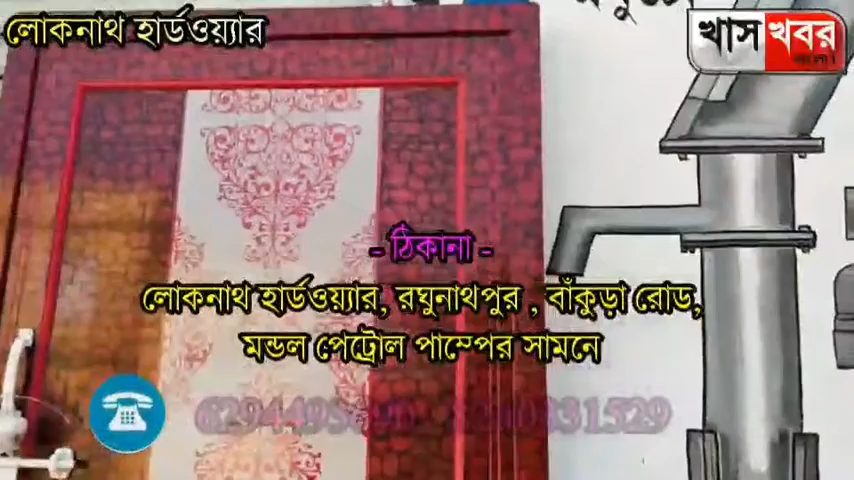 লোকনাথ হার্ডওয়্যার
খাস খবর
- ঠিকানা -
লোকনাথ হার্ডওয়্যার, রঘুনাথপুর , বাঁকুড়া রোড,
মন্ডল পেট্রোল পাম্পের সামনে